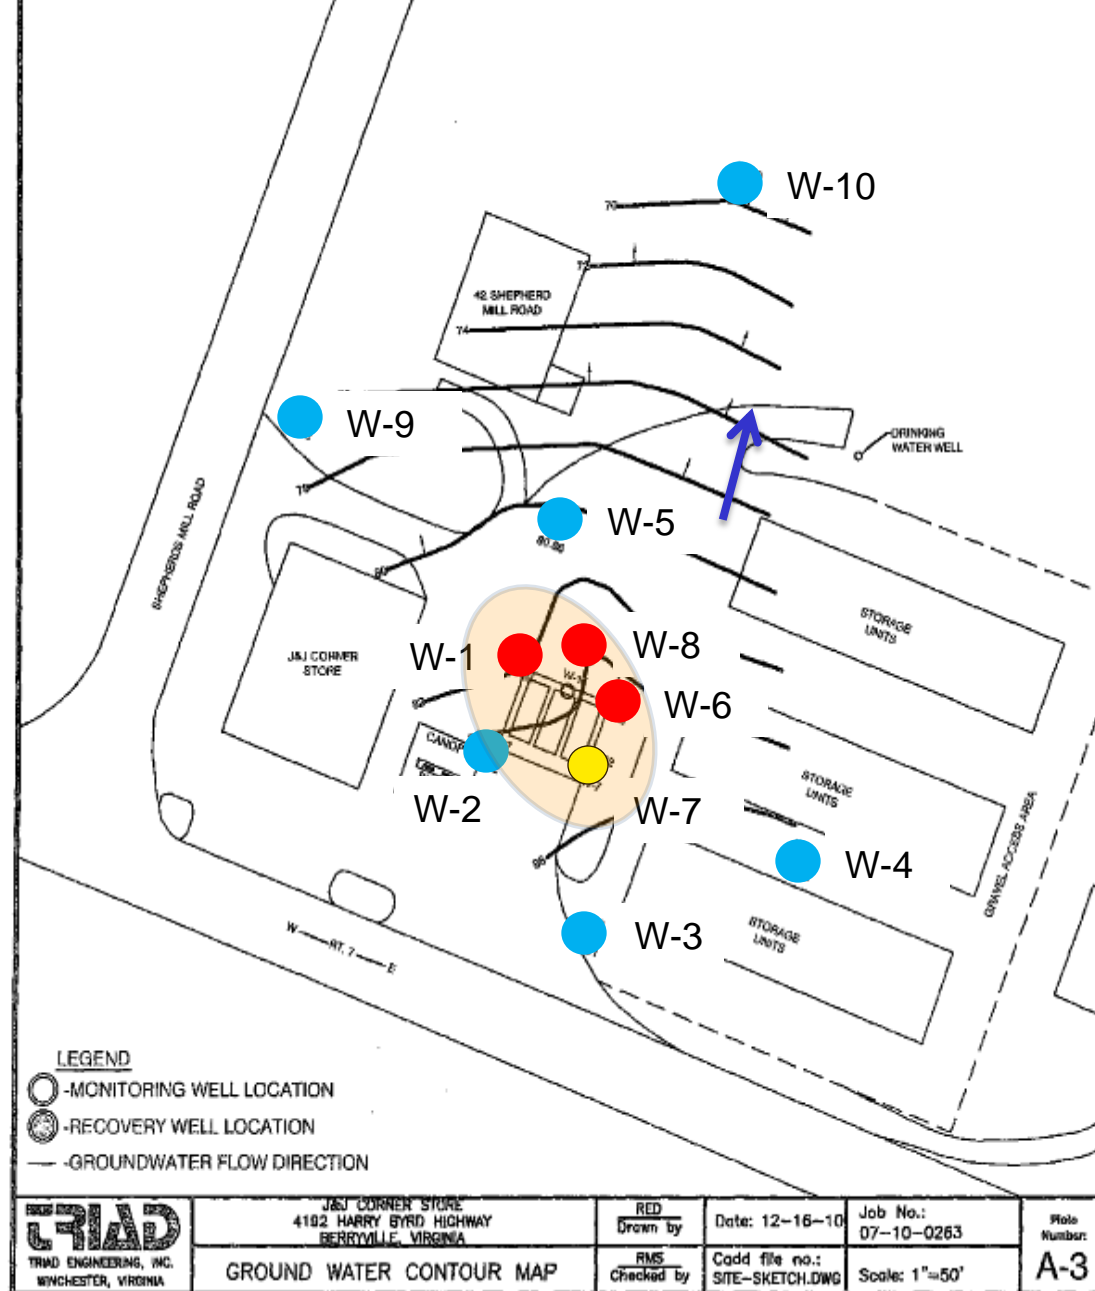 W-10
70
72
42 SHEPHERD
MILL ROAD
74
W-9
DRINKING
WATER WELL
W-5
SHEPHERDS MILL ROAD
80
STORAGE
UNITS
J&J CORNER
STORE
W-1
W-8
W-6
CANOP
W-2
W-7
STORAGE
UNITS
W-4
GRAVEL ACCESS AREA
96
W-3
STORAGE
UNITS
W RT. 7 E
LEGEND
-MONITORING WELL LOCATION
-RECOVERY WELL LOCATION
-GROUNDWATER FLOW DIRECTION
TRIAD
TRIAD ENGINEERING, INC.
WINCHESTER, VIRGINIA
J&J CORNER STORE
4192 HARRY BYRD HIGHWAY
BERRYVILLE, VIRGINIA
GROUND WATER CONTOUR MAP
RED
Drawn by
RMS
Checked by
Date: 12-16-10
Cadd file no.:
SITE-SKETCH.DWG
Job No.:
07-10-0263
Scale: 1"=50'
Plate
Number:
A-3